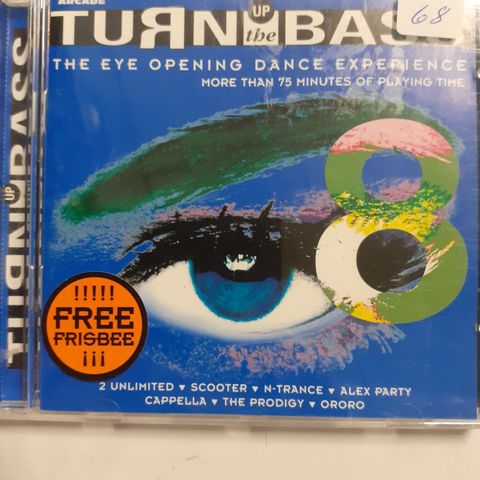 ARCADE
TURN UP the BASS
68
THE EYE OPENING DANCE EXPERIENCE
MORE THAN 75 MINUTES OF PLAYING TIME
8
!!!!!
FREE
FRISBEE
¡¡¡
2 UNLIMITED ▼ SCOOTER ▼ N-TRANCE ▼ ALEX PARTY
CAPPELLA ▼ THE PRODIGY ▼ ORORO
TURN UP the BASS